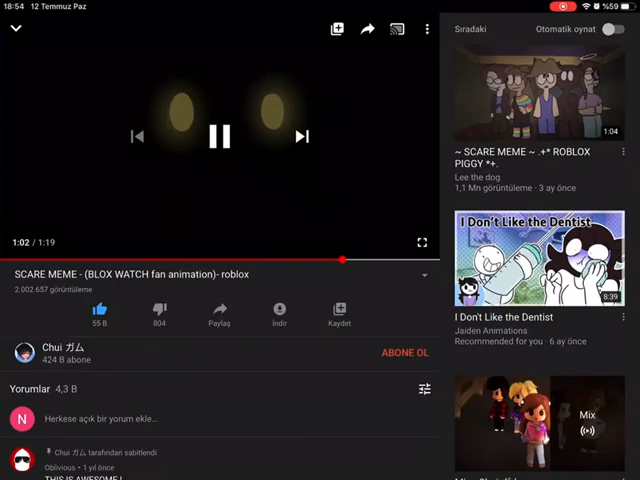 18:54 12 Temmuz Paz %59
1:02 / 1:19
SCARE MEME - (BLOX WATCH fan animation)- roblox
2.002.657 görüntüleme
55 B 804 Paylaş İndir Kaydet
Chui ガム
424 B abone
ABONE OL
Yorumlar 4,3 B
N
Herkese açık bir yorum ekle...
Chui ガム tarafından sabitlendi
Oblivious • 1 yıl önce
THIS IS AWESOME !
Sıradaki Otomatik oynat
1:04
~ SCARE MEME ~ .+* ROBLOX
PIGGY *+.
Lee the dog
1,1 Mn görüntüleme · 3 ay önce
I Don't Like the Dentist
8:39
I Don't Like the Dentist
Jaiden Animations
Recommended for you · 6 ay önce
Mix